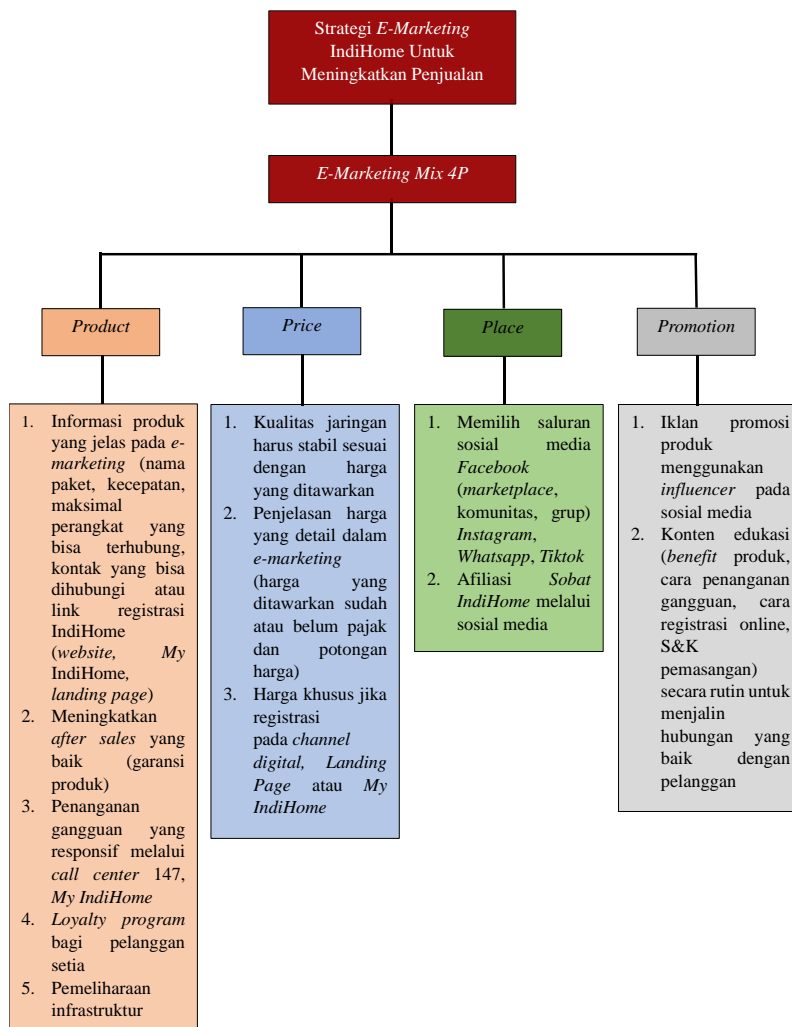 Strategi E-Marketing
IndiHome Untuk
Meningkatkan Penjualan
E-Marketing Mix 4P
Product
Price
Place
Promotion
1. Informasi produk
yang jelas pada e-
marketing (nama
paket, kecepatan,
maksimal
perangkat yang
bisa terhubung,
kontak yang bisa
dihubungi atau
link registrasi
IndiHome
(website, My
IndiHome,
landing page)
2. Meningkatkan
after sales yang
baik (garansi
produk)
3. Penanganan
gangguan yang
responsif melalui
call center 147,
My IndiHome
4. Loyalty program
bagi pelanggan
setia
5. Pemeliharaan
infrastruktur
1. Kualitas jaringan
harus stabil sesuai
dengan harga
yang ditawarkan
2. Penjelasan harga
yang detail dalam
e-marketing
(harga yang
ditawarkan sudah
atau belum pajak
dan potongan
harga)
3. Harga khusus jika
registrasi
pada channel
digital, Landing
Page atau My
IndiHome
1. Memilih saluran
sosial media
Facebook
(marketplace,
komunitas, grup)
Instagram,
Whatsapp, Tiktok
2. Afiliasi Sobat
IndiHome melalui
sosial media
1. Iklan promosi
produk
menggunakan
influencer pada
sosial media
2. Konten edukasi
(benefit produk,
cara penanganan
gangguan, cara
registrasi online,
S&K
pemasangan)
secara rutin untuk
menjalin
hubungan yang
baik dengan
pelanggan